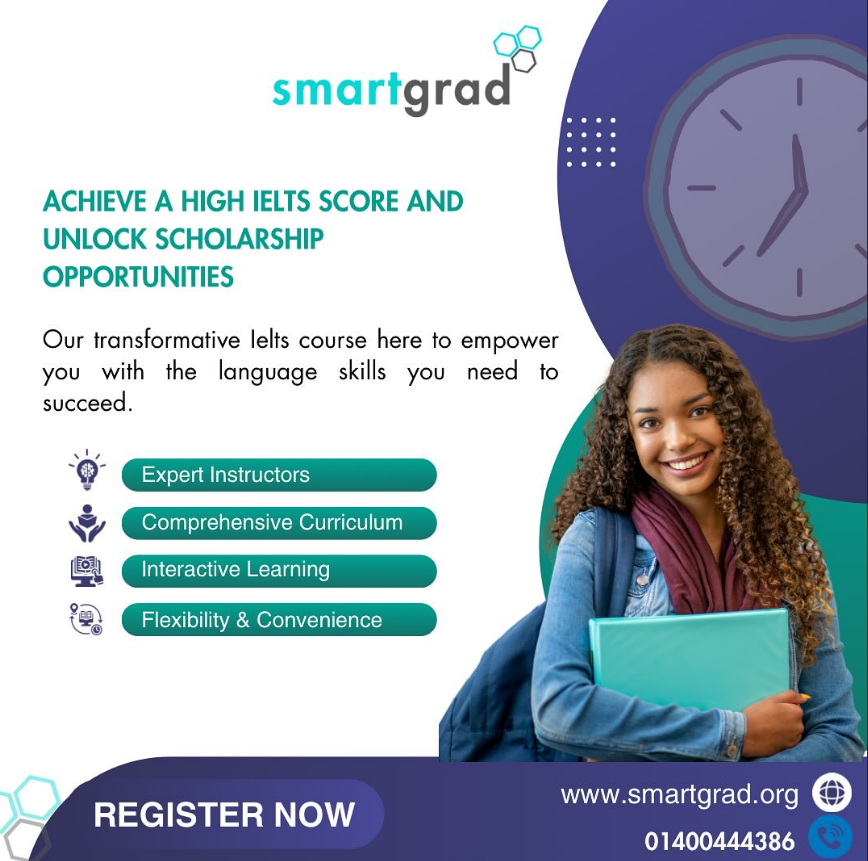 smartgrad
ACHIEVE A HIGH IELTS SCORE AND
UNLOCK SCHOLARSHIP
OPPORTUNITIES
Our transformative Ielts course here to empower
you with the language skills you need to
succeed.
Expert Instructors
Comprehensive Curriculum
Interactive Learning
Flexibility & Convenience
REGISTER NOW
www.smartgrad.org
01400444386